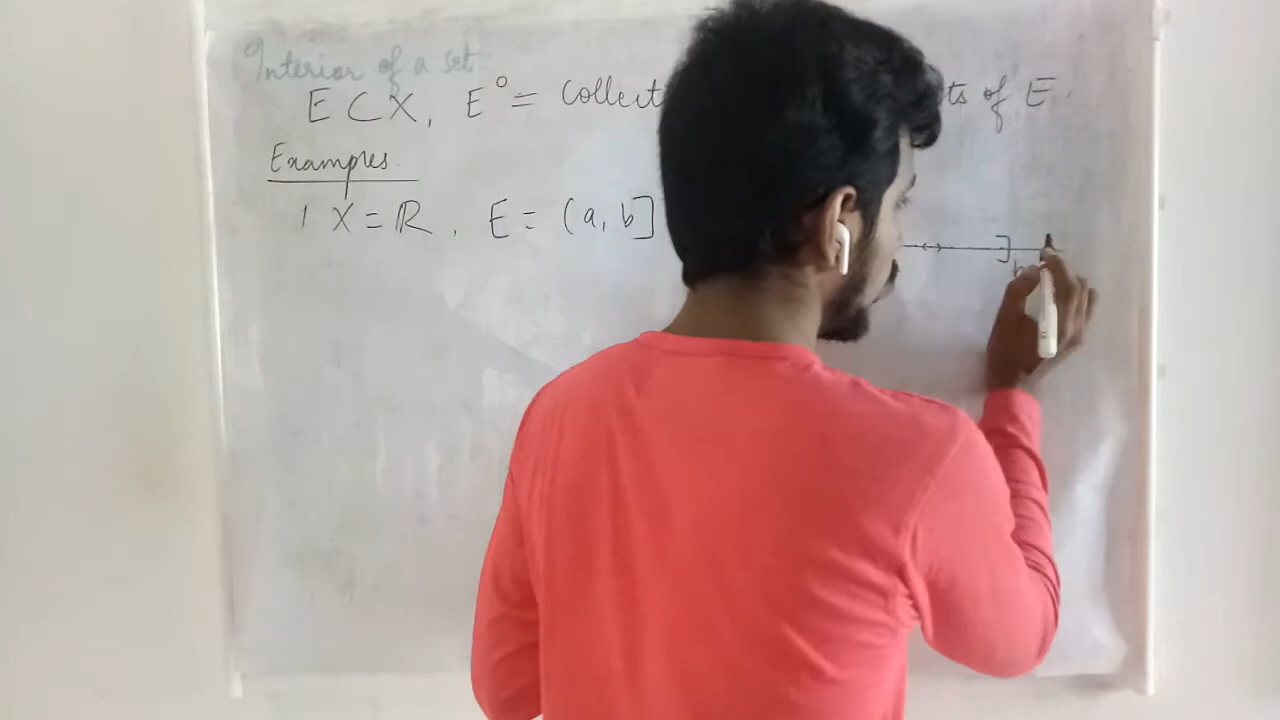 Interior of a set:
E ⊂ X, E° = collect ts of E.
Examples.
1 X = ℝ, E = (a, b]
] b